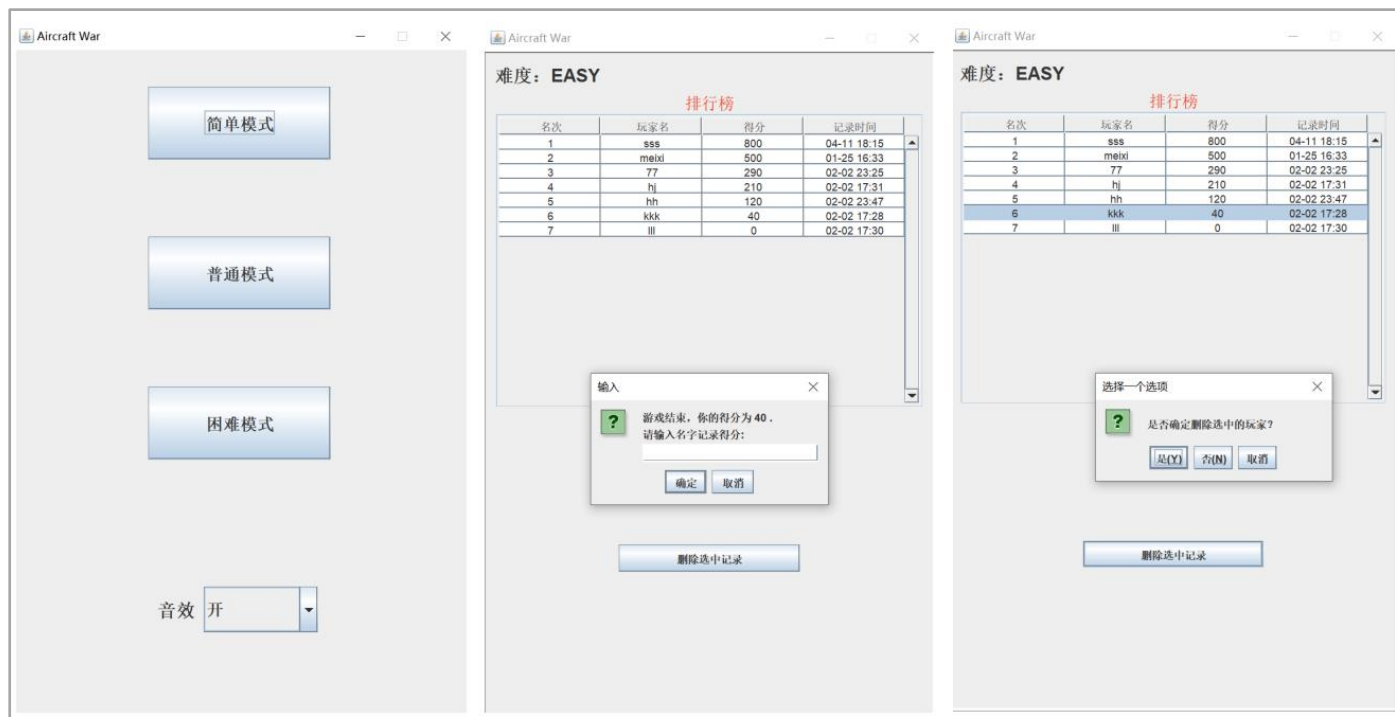 Aircraft War
简单模式
普通模式
困难模式
音效 开
Aircraft War
难度：EASY
排行榜
名次 玩家名 得分 记录时间
1 sss 800 04-11 18:15
2 meixi 500 01-25 16:33
3 77 290 02-02 23:25
4 hj 210 02-02 17:31
5 hh 120 02-02 23:47
6 kkk 40 02-02 17:28
7 lll 0 02-02 17:30
输入
游戏结束，你的得分为 40 .
请输入名字记录得分:
确定 取消
删除选中记录
Aircraft War
难度：EASY
排行榜
名次 玩家名 得分 记录时间
1 sss 800 04-11 18:15
2 meixi 500 01-25 16:33
3 77 290 02-02 23:25
4 hj 210 02-02 17:31
5 hh 120 02-02 23:47
6 kkk 40 02-02 17:28
7 lll 0 02-02 17:30
选择一个选项
是否确定删除选中的玩家?
是(Y) 否(N) 取消
删除选中记录